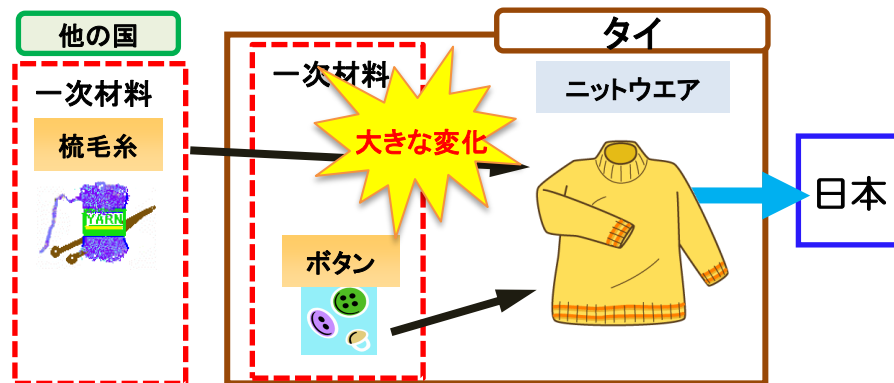 他の国
タイ
一次材料
一次材料
ニットウエア
大きな変化
梳毛糸
YARN
日本
ボタン